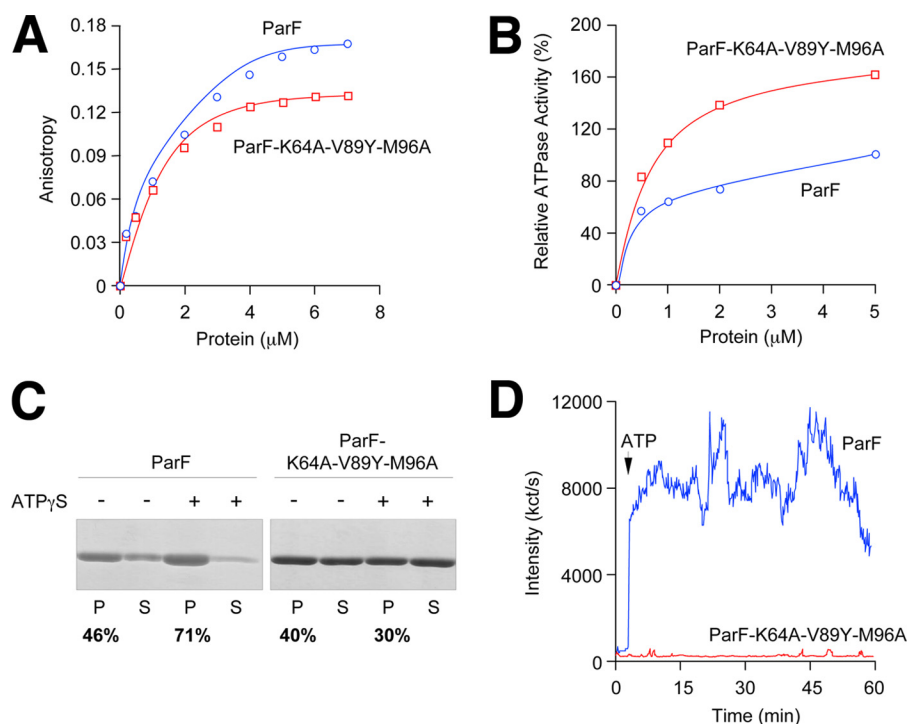 A
0.18
0.15
0.12
0.09
0.06
0.03
0
Anisotropy
ParF
ParF-K64A-V89Y-M96A
0 2 4 6 8
Protein (μM)
B
200
160
120
80
40
0
Relative ATPase Activity (%)
ParF-K64A-V89Y-M96A
ParF
0 1 2 3 4 5
Protein (μM)
C
ParF
ParF-
K64A-V89Y-M96A
ATPγS - - + + - - + +
P S P S P S P S
46% 71% 40% 30%
D
12000
8000
4000
0
Intensity (kct/s)
ATP
ParF
ParF-K64A-V89Y-M96A
0 15 30 45 60
Time (min)